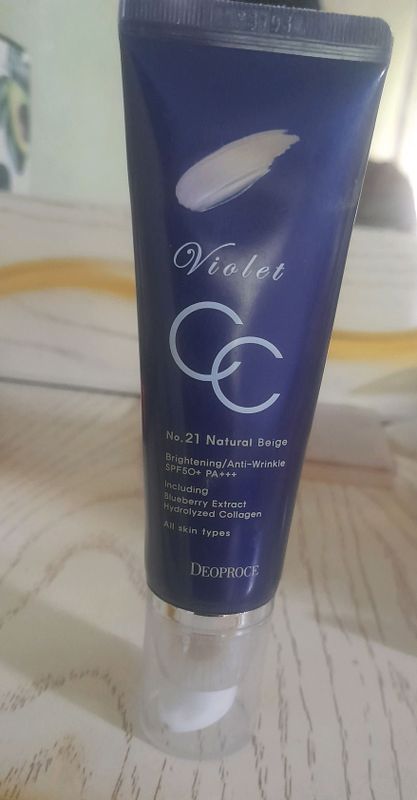 Violet
CC
No.21 Natural Beige
Brightening/Anti-Wrinkle
SPF50+ PA+++
Including
Blueberry Extract
Hydrolyzed Collagen
All skin types
DEOPROCE